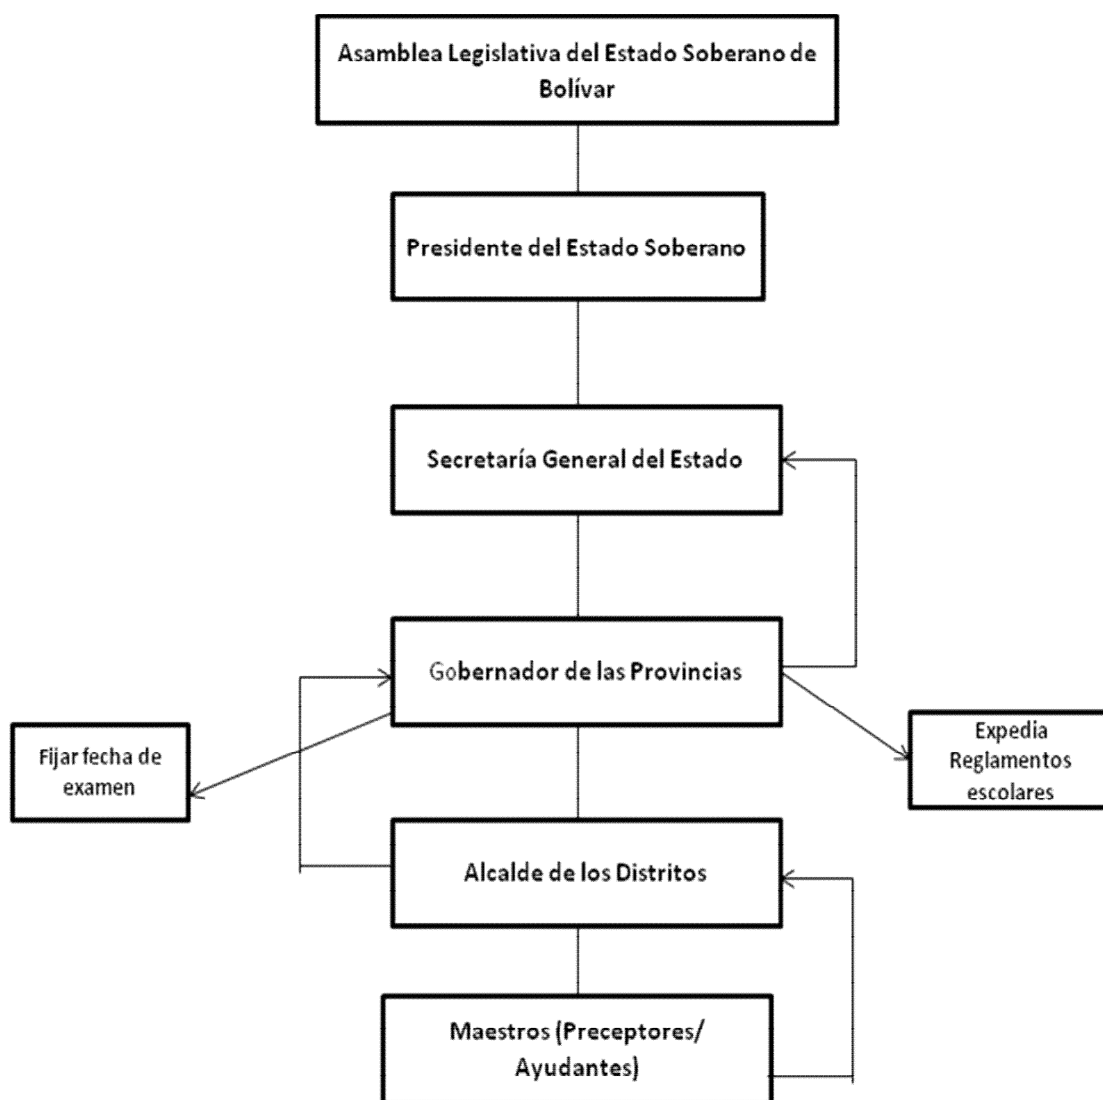 Asamblea Legislativa del Estado Soberano de
Bolívar
Presidente del Estado Soberano
Secretaría General del Estado
Gobernador de las Provincias
Fijar fecha de
examen
Expedia
Reglamentos
escolares
Alcalde de los Distritos
Maestros (Preceptores/
Ayudantes)